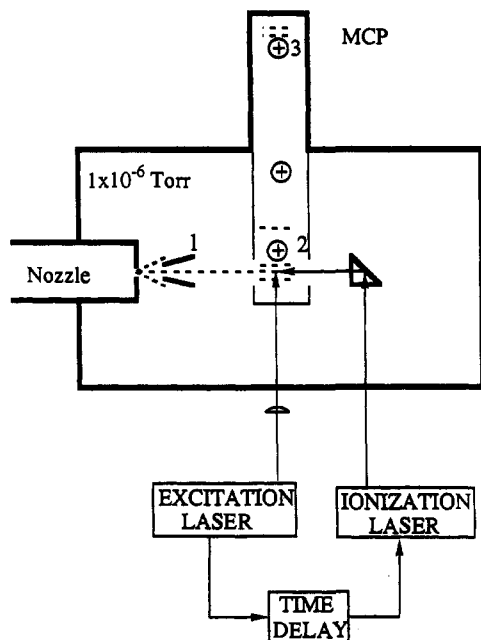 MCP
3
1x10⁻⁶ Torr
1
2
Nozzle
EXCITATION
LASER
IONIZATION
LASER
TIME
DELAY